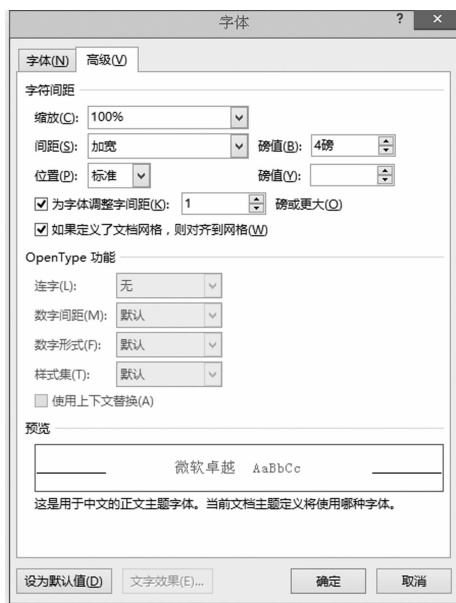 字体 ? ×
字体(N) 高级(V)
字符间距
缩放(C): 100%
间距(S): 加宽 磅值(B): 4磅
位置(P): 标准 磅值(Y):
为字体调整字间距(K): 1 磅或更大(O)
如果定义了文档网格，则对齐到网格(W)
OpenType 功能
连字(L): 无
数字间距(M): 默认
数字形式(F): 默认
样式集(T): 默认
使用上下文替换(A)
预览
微软卓越 AaBbCc
这是用于中文的正文主题字体。当前文档主题定义将使用哪种字体。
设为默认值(D) 文字效果(E)... 确定 取消